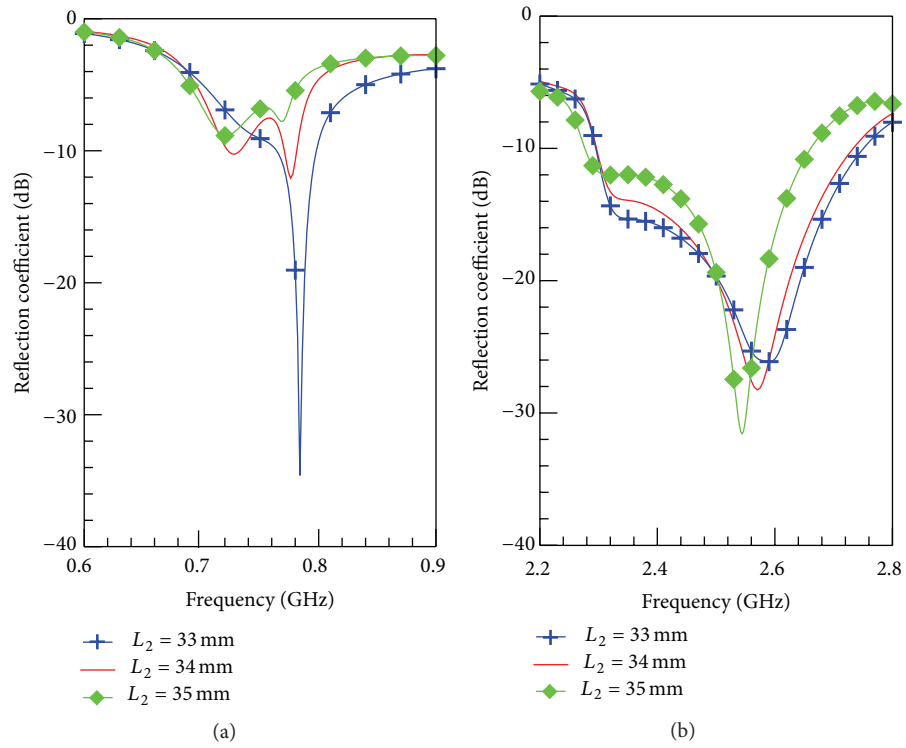 0
−10
−20
−30
−40
0.6
0.7
0.8
0.9
Reflection coefficient (dB)
Frequency (GHz)
L2 = 33 mm
L2 = 34 mm
L2 = 35 mm
(a)
0
−10
−20
−30
−40
2.2
2.4
2.6
2.8
Reflection coefficient (dB)
Frequency (GHz)
L2 = 33 mm
L2 = 34 mm
L2 = 35 mm
(b)